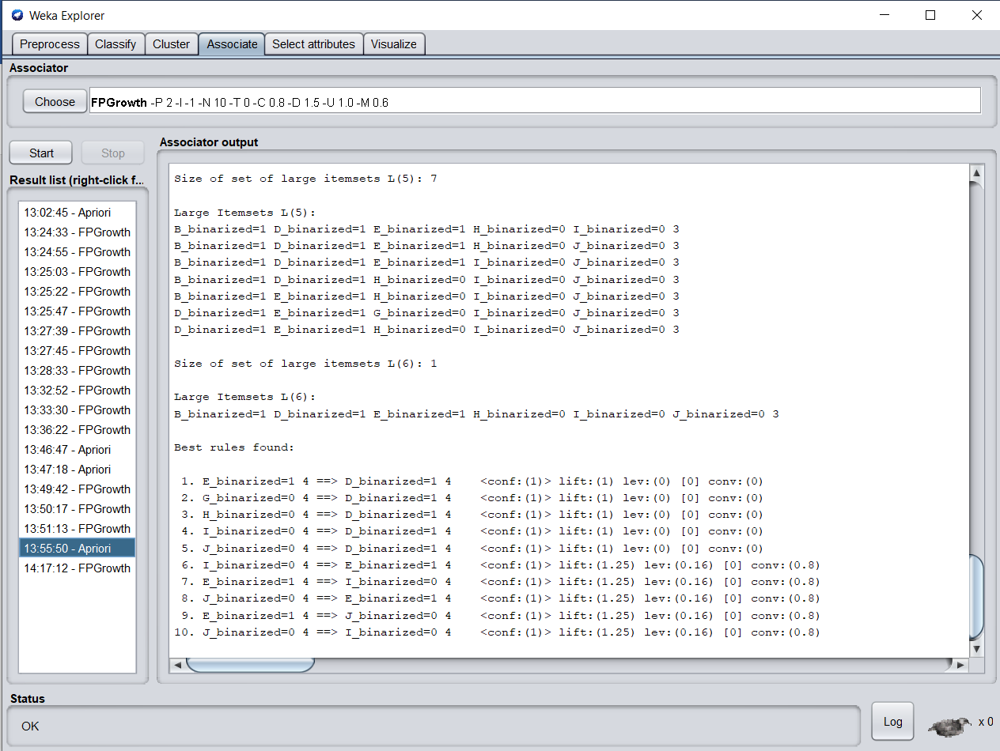 Weka Explorer
Preprocess Classify Cluster Associate Select attributes Visualize
Associator
Choose FPGrowth -P 2 -I -1 -N 10 -T 0 -C 0.8 -D 1.5 -U 1.0 -M 0.6
Start Stop
Result list (right-click f...
13:02:45 - Apriori
13:24:33 - FPGrowth
13:24:55 - FPGrowth
13:25:03 - FPGrowth
13:25:22 - FPGrowth
13:25:47 - FPGrowth
13:27:39 - FPGrowth
13:27:45 - FPGrowth
13:28:33 - FPGrowth
13:32:52 - FPGrowth
13:33:30 - FPGrowth
13:36:22 - FPGrowth
13:46:47 - Apriori
13:47:18 - Apriori
13:49:42 - FPGrowth
13:50:17 - FPGrowth
13:51:13 - FPGrowth
13:55:50 - Apriori
14:17:12 - FPGrowth
Associator output
Size of set of large itemsets L(5): 7
Large Itemsets L(5):
B_binarized=1 D_binarized=1 E_binarized=1 H_binarized=0 I_binarized=0 3
B_binarized=1 D_binarized=1 E_binarized=1 H_binarized=0 J_binarized=0 3
B_binarized=1 D_binarized=1 E_binarized=1 I_binarized=0 J_binarized=0 3
B_binarized=1 D_binarized=1 H_binarized=0 I_binarized=0 J_binarized=0 3
B_binarized=1 E_binarized=1 H_binarized=0 I_binarized=0 J_binarized=0 3
D_binarized=1 E_binarized=1 G_binarized=0 I_binarized=0 J_binarized=0 3
D_binarized=1 E_binarized=1 H_binarized=0 I_binarized=0 J_binarized=0 3
Size of set of large itemsets L(6): 1
Large Itemsets L(6):
B_binarized=1 D_binarized=1 E_binarized=1 H_binarized=0 I_binarized=0 J_binarized=0 3
Best rules found:
1. E_binarized=1 4 ==> D_binarized=1 4 <conf:(1)> lift:(1) lev:(0) [0] conv:(0)
2. G_binarized=0 4 ==> D_binarized=1 4 <conf:(1)> lift:(1) lev:(0) [0] conv:(0)
3. H_binarized=0 4 ==> D_binarized=1 4 <conf:(1)> lift:(1) lev:(0) [0] conv:(0)
4. I_binarized=0 4 ==> D_binarized=1 4 <conf:(1)> lift:(1) lev:(0) [0] conv:(0)
5. J_binarized=0 4 ==> D_binarized=1 4 <conf:(1)> lift:(1) lev:(0) [0] conv:(0)
6. I_binarized=0 4 ==> E_binarized=1 4 <conf:(1)> lift:(1.25) lev:(0.16) [0] conv:(0.8)
7. E_binarized=1 4 ==> I_binarized=0 4 <conf:(1)> lift:(1.25) lev:(0.16) [0] conv:(0.8)
8. J_binarized=0 4 ==> E_binarized=1 4 <conf:(1)> lift:(1.25) lev:(0.16) [0] conv:(0.8)
9. E_binarized=1 4 ==> J_binarized=0 4 <conf:(1)> lift:(1.25) lev:(0.16) [0] conv:(0.8)
10. J_binarized=0 4 ==> I_binarized=0 4 <conf:(1)> lift:(1.25) lev:(0.16) [0] conv:(0.8)
Status
OK
Log
x 0